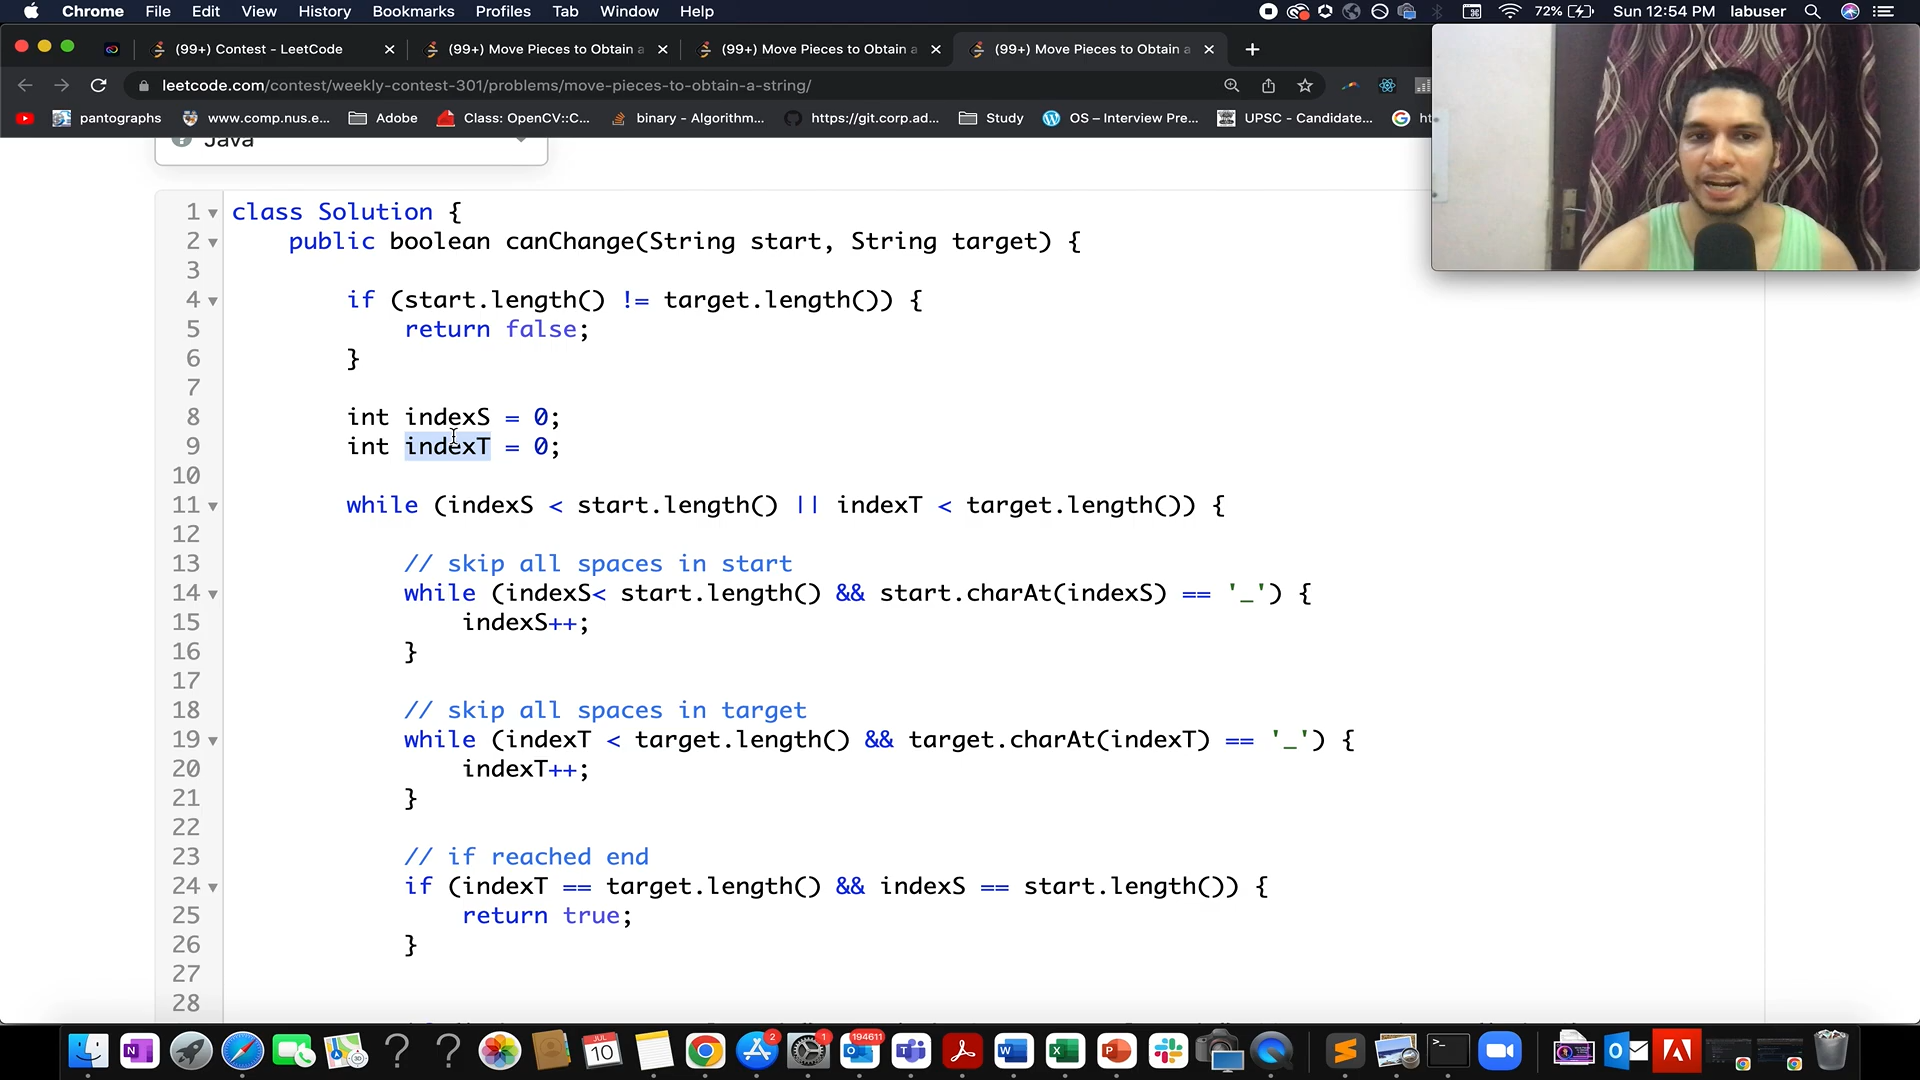 Chrome File Edit View History Bookmarks Profiles Tab Window Help 72% Sun 12:54 PM labuser
(99+) Contest - LeetCode (99+) Move Pieces to Obtain a (99+) Move Pieces to Obtain a (99+) Move Pieces to Obtain a
leetcode.com/contest/weekly-contest-301/problems/move-pieces-to-obtain-a-string/
pantographs www.comp.nus.e... Adobe Class: OpenCV::C... binary - Algorithm... https://git.corp.ad... Study OS – Interview Pre... UPSC - Candidate...
Java
1 class Solution {
2 public boolean canChange(String start, String target) {
3
4 if (start.length() != target.length()) {
5 return false;
6 }
7
8 int indexS = 0;
9 int indexT = 0;
10
11 while (indexS < start.length() || indexT < target.length()) {
12
13 // skip all spaces in start
14 while (indexS< start.length() && start.charAt(indexS) == '_') {
15 indexS++;
16 }
17
18 // skip all spaces in target
19 while (indexT < target.length() && target.charAt(indexT) == '_') {
20 indexT++;
21 }
22
23 // if reached end
24 if (indexT == target.length() && indexS == start.length()) {
25 return true;
26 }
27
28
2 1 194611
JUL
10